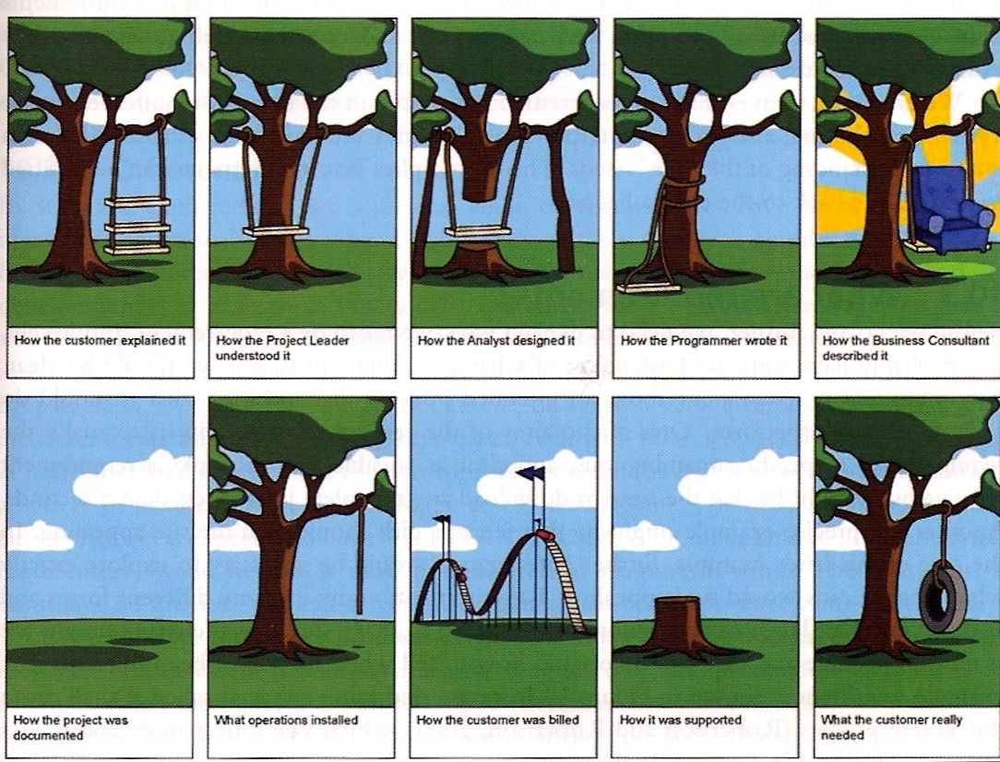 How the customer explained it
How the Project Leader
understood it
How the Analyst designed it
How the Programmer wrote it
How the Business Consultant
described it
How the project was
documented
What operations installed
How the customer was billed
How it was supported
What the customer really
needed